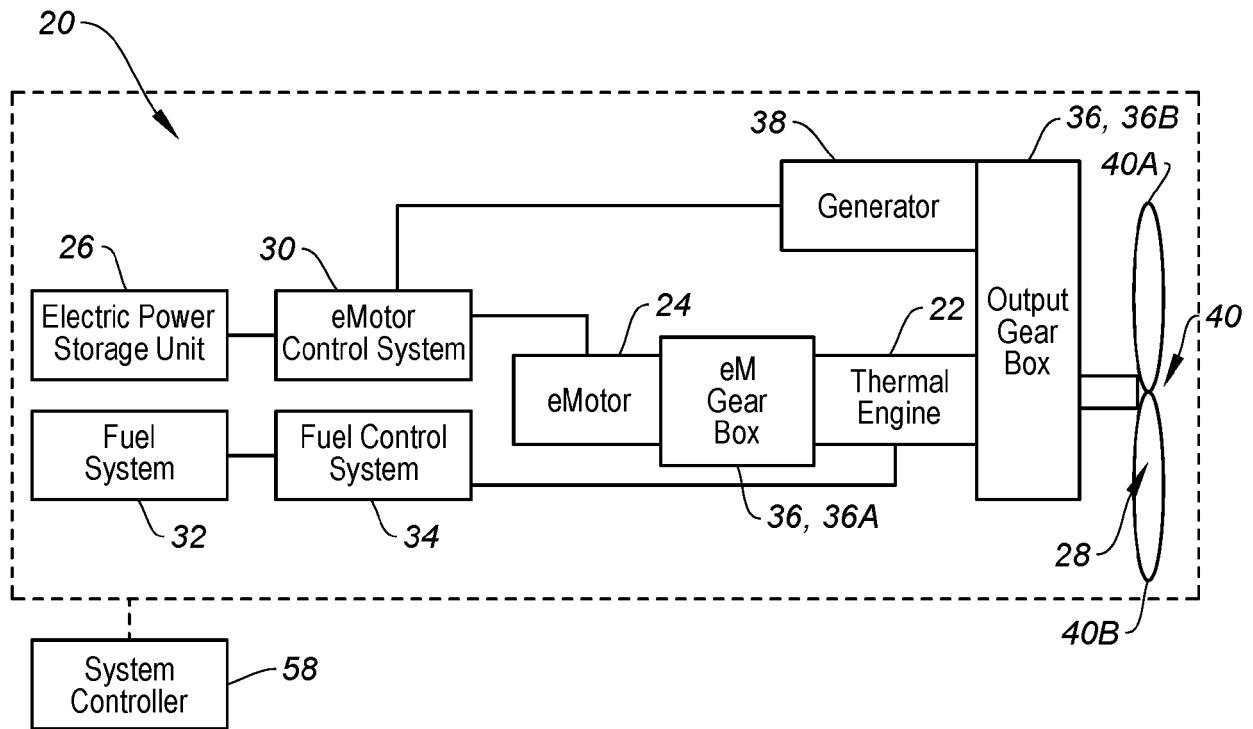 20
38
36, 36B
40A
Generator
26
30
Electric Power
Storage Unit
eMotor
Control System
24
22
Output
Gear
Box
40
eMotor
eM
Gear
Box
Thermal
Engine
Fuel
System
Fuel Control
System
32
34
36, 36A
28
40B
System
Controller
58